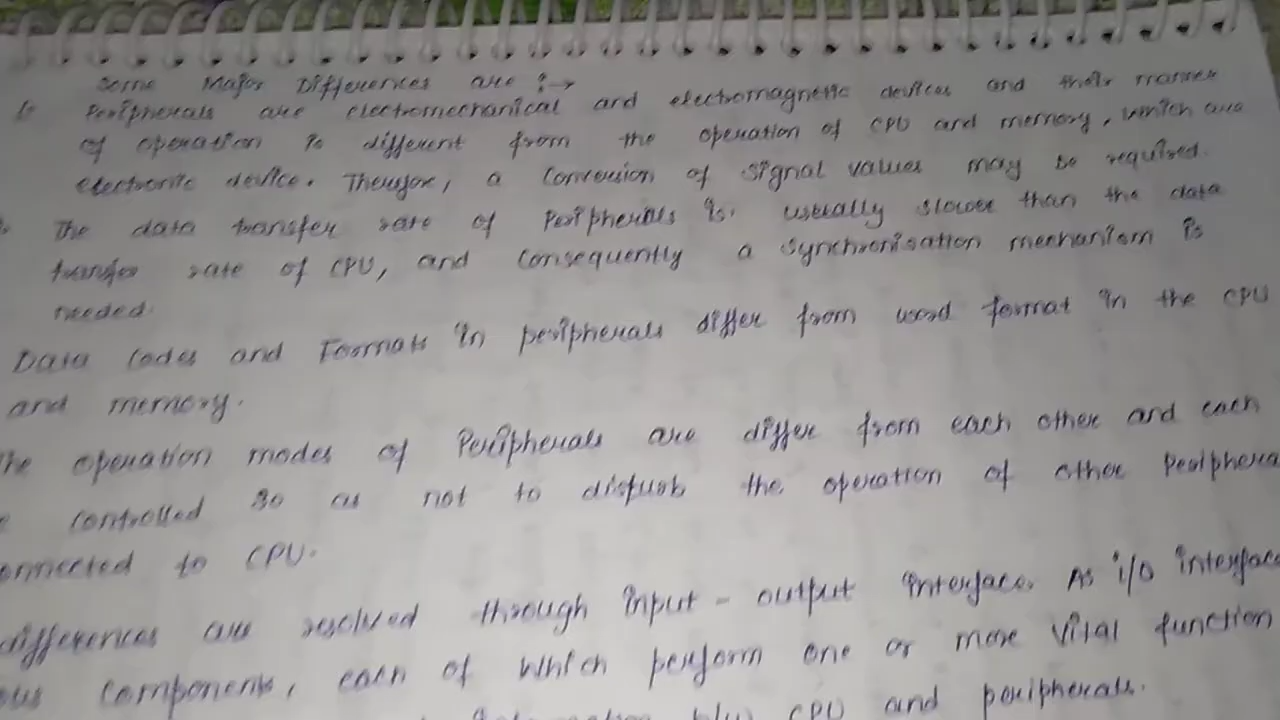 Some Major Differences are :→
1. Peripherals are electromechanical and electromagnetic devices and their manner
of operation is different from the operation of CPU and memory, which are
electronic device. Therefore, a Conversion of signal values may be required.
The data transfer rate of Peripherals is usually slower than the data
transfer rate of CPU, and Consequently a synchronisation mechanism is
needed.
Data Codes and Formats in peripherals differ from word format in the CPU
and memory.
The operation modes of Peripherals are differ from each other and each
controlled so as not to disturb the operation of other Periphera
onnected to CPU.
differences are resolved through input - output interface. As i/o interface
ous Components, each of which perform one or more vital function
CPU and peripherals.